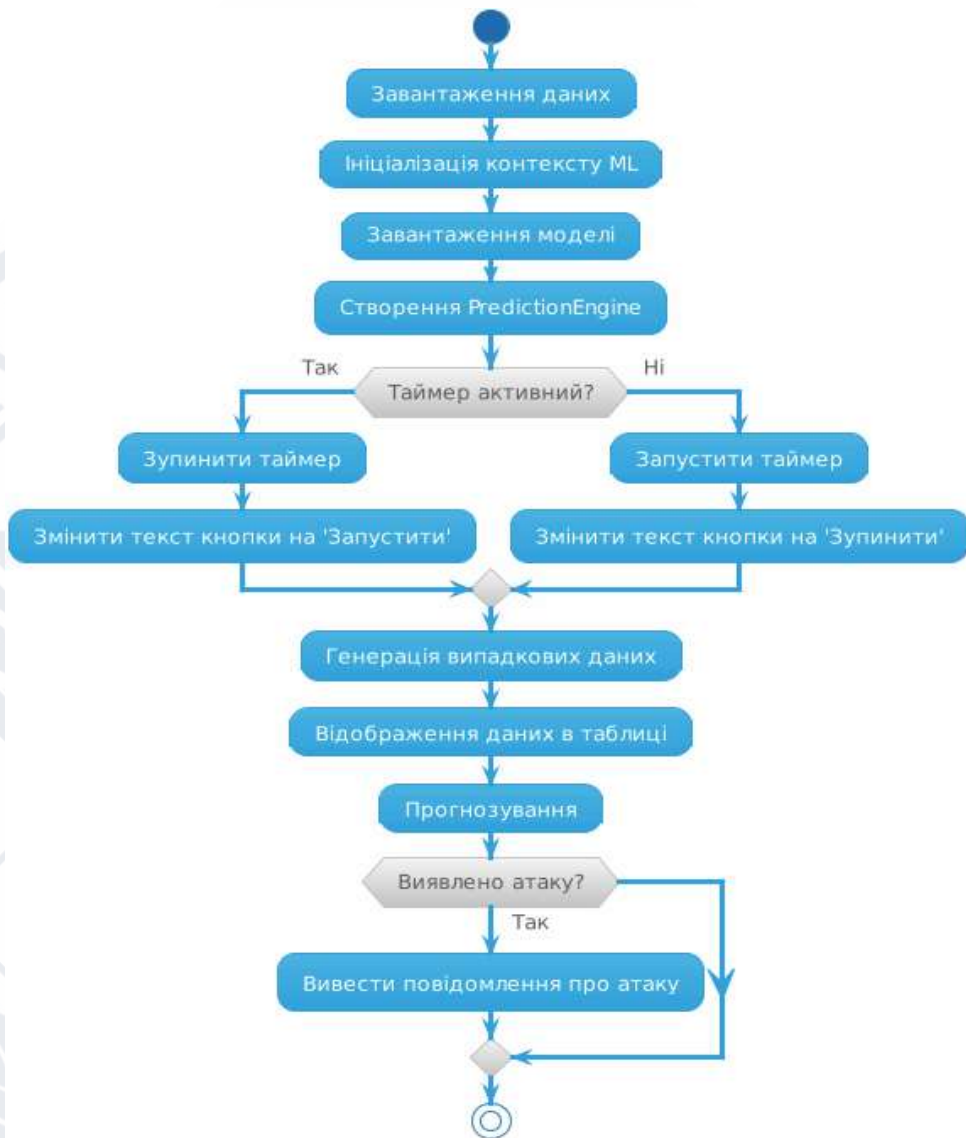 Завантаження даних
Ініціалізація контексту ML
Завантаження моделі
Створення PredictionEngine
Так
Таймер активний?
Ні
Зупинити таймер
Запустити таймер
Змінити текст кнопки на 'Запустити'
Змінити текст кнопки на 'Зупинити'
Генерація випадкових даних
Відображення даних в таблиці
Прогнозування
Виявлено атаку?
Так
Вивести повідомлення про атаку